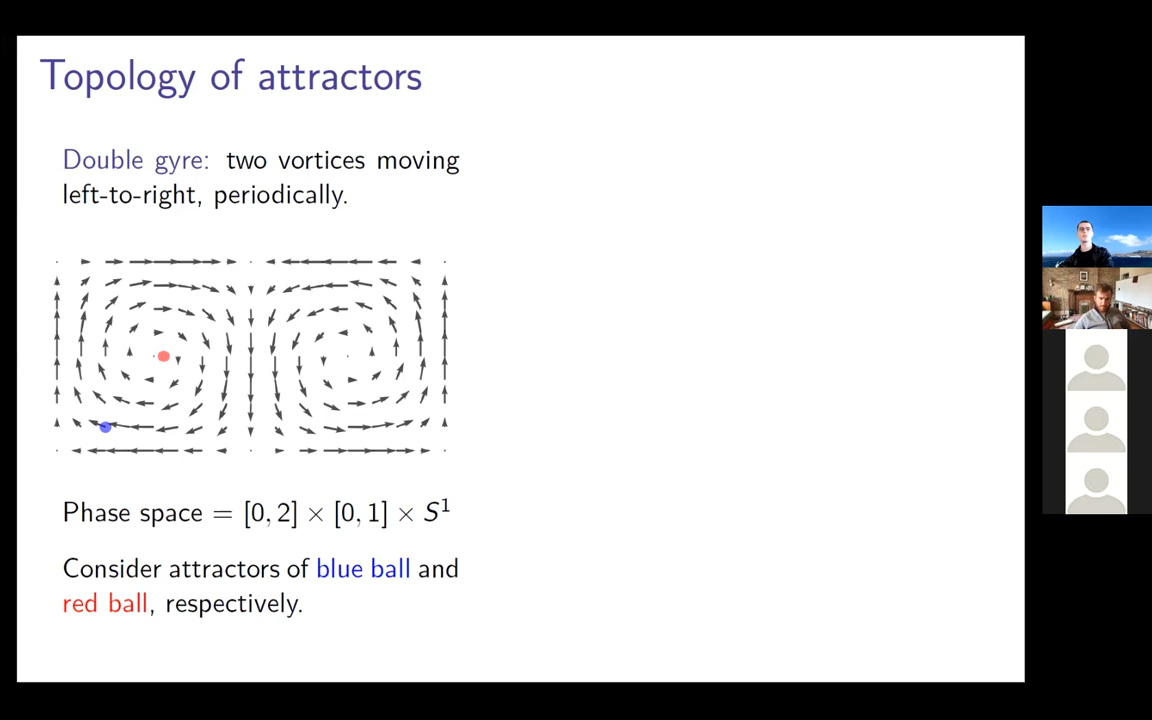 Topology of attractors
Double gyre: two vortices moving
left-to-right, periodically.
Phase space = [0, 2] × [0, 1] × S¹
Consider attractors of blue ball and
red ball, respectively.